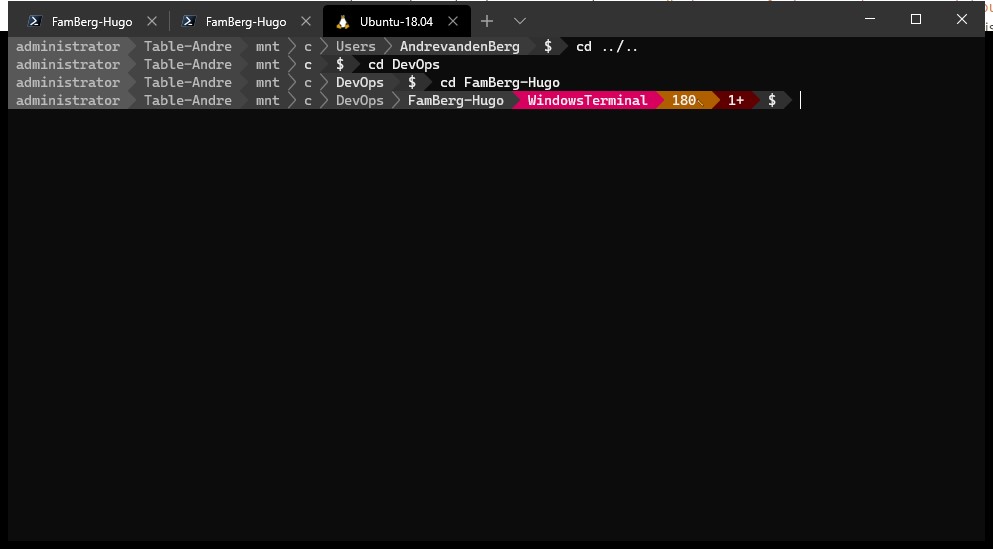 FamBerg-Hugo FamBerg-Hugo Ubuntu-18.04
administrator Table-Andre mnt c Users AndrevandenBerg $ cd ../..
administrator Table-Andre mnt c $ cd DevOps
administrator Table-Andre mnt c DevOps $ cd FamBerg-Hugo
administrator Table-Andre mnt c DevOps FamBerg-Hugo WindowsTerminal 180 1+ $